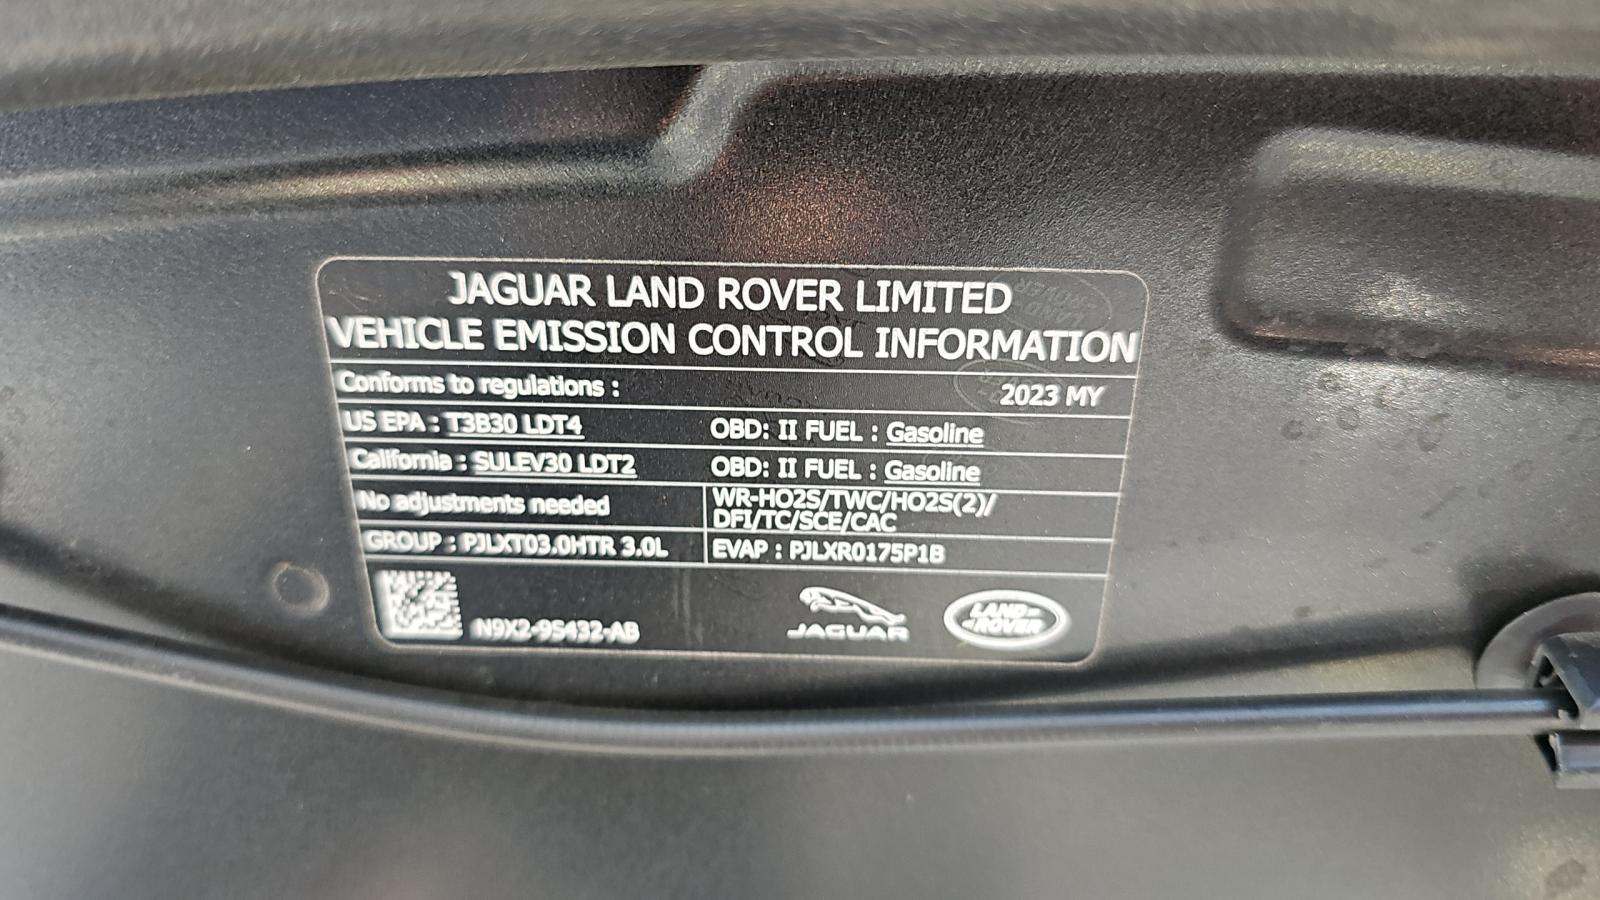 JAGUAR LAND ROVER LIMITED
VEHICLE EMISSION CONTROL INFORMATION
Conforms to regulations : 2023 MY
US EPA : T3B30 LDT4 OBD: II FUEL : Gasoline
California : SULEV30 LDT2 OBD: II FUEL : Gasoline
No adjustments needed
WR-HO2S/TWC/HO2S(2)/
DFI/TC/SCE/CAC
GROUP : PJLXT03.0HTR 3.0L
EVAP : PJLXR0175P1B
N9X2-9S432-AB
JAGUAR
LAND-
-ROVER